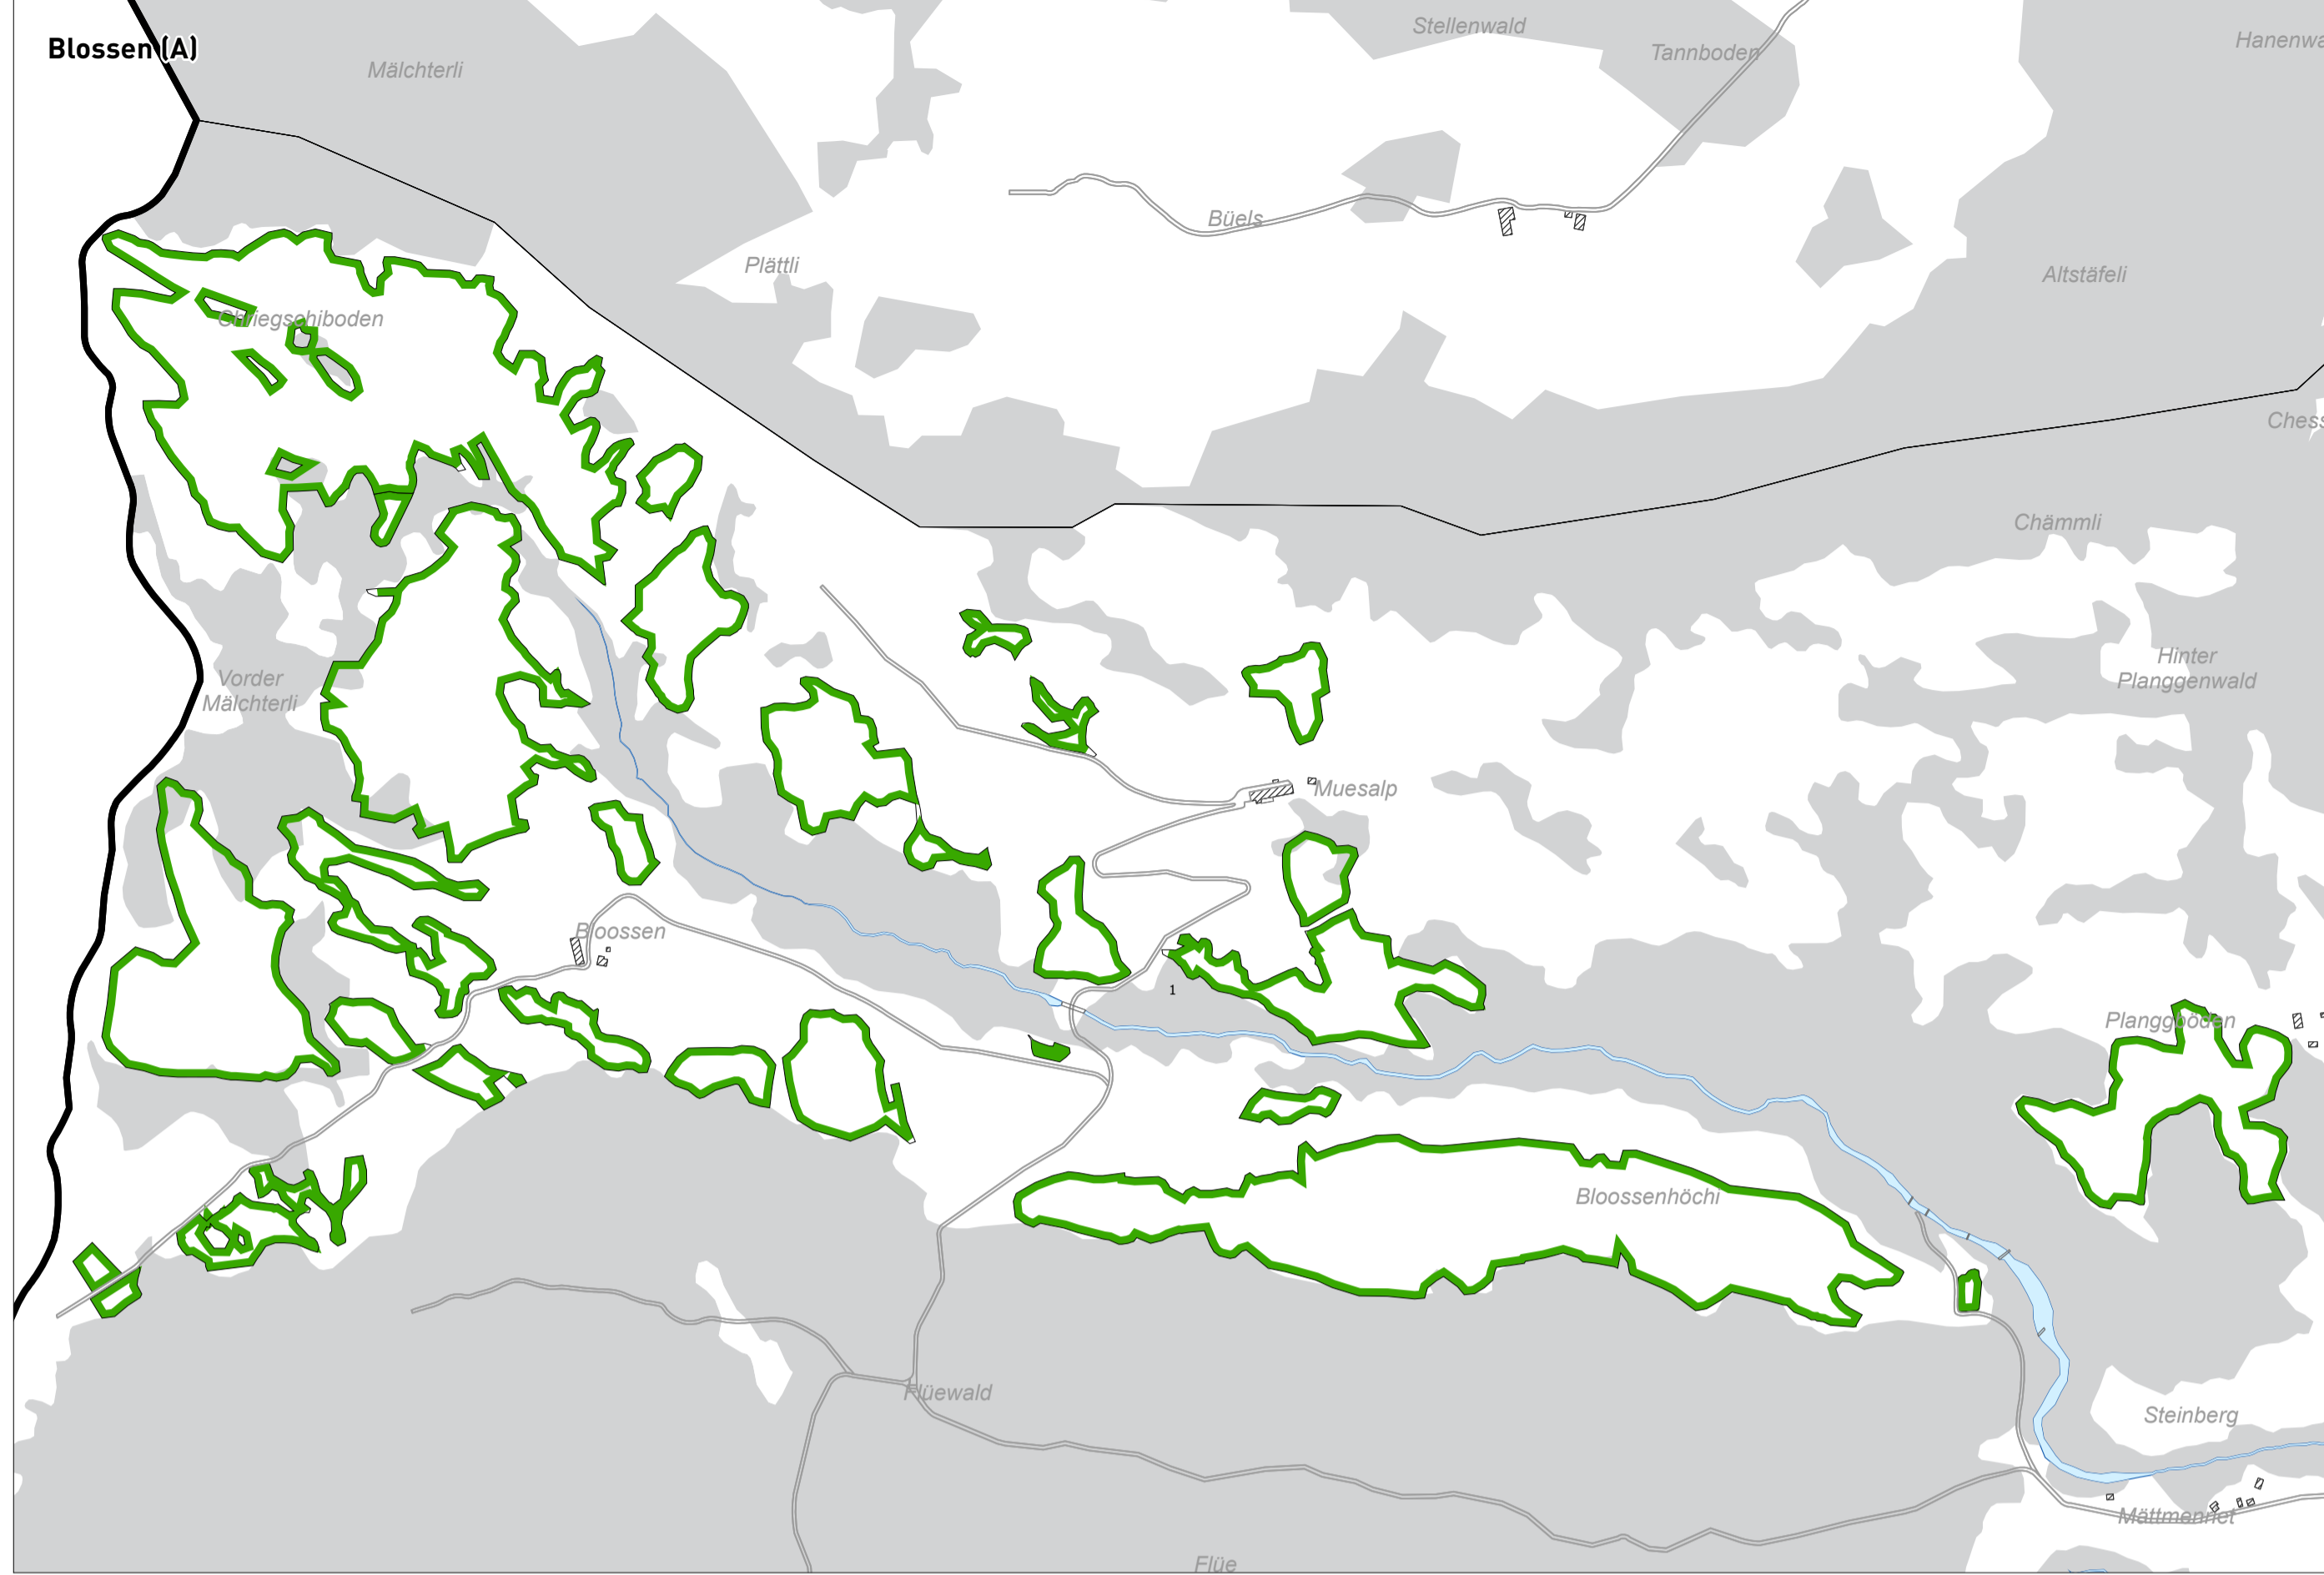 Blossen (A)
Mälchterli
Stellenwald
Tannboden
Hanenwa
Büels
Plättli
Altstäfeli
Chriegschiboden
Chess
Chämmli
Hinter
Planggenwald
Vorder
Mälchterli
Muesalp
Bloossen
1
Planggböden
Bloossenhöchi
Flüewald
Steinberg
Mättmenriet
Flüe